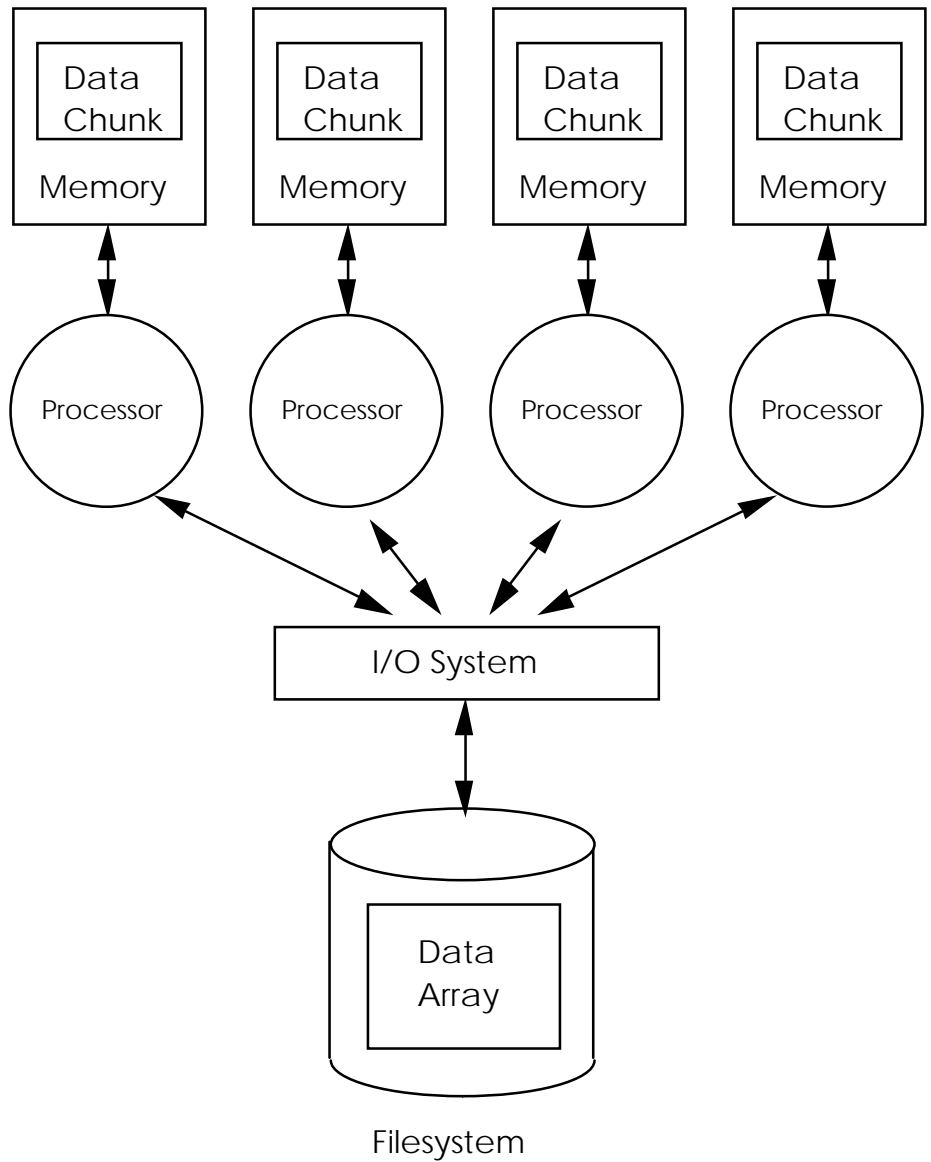 Data
Chunk
Memory
Data
Chunk
Memory
Data
Chunk
Memory
Data
Chunk
Memory
Processor
Processor
Processor
Processor
I/O System
Data
Array
Filesystem